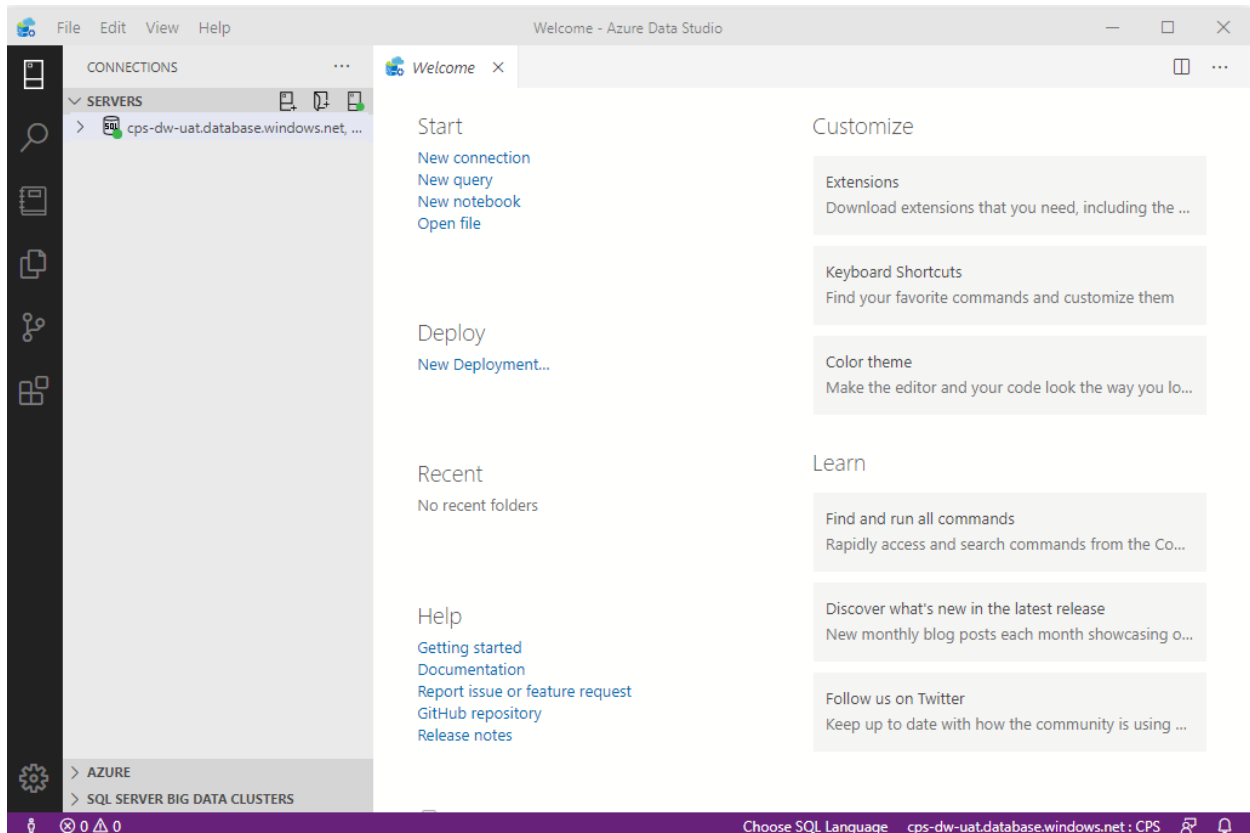 File Edit View Help
Welcome - Azure Data Studio
CONNECTIONS
Welcome
SERVERS
SQL
cps-dw-uat.database.windows.net, ...
Start
New connection
New query
New notebook
Open file
Deploy
New Deployment...
Recent
No recent folders
Help
Getting started
Documentation
Report issue or feature request
GitHub repository
Release notes
Customize
Extensions
Download extensions that you need, including the ...
Keyboard Shortcuts
Find your favorite commands and customize them
Color theme
Make the editor and your code look the way you lo...
Learn
Find and run all commands
Rapidly access and search commands from the Co...
Discover what's new in the latest release
New monthly blog posts each month showcasing o...
Follow us on Twitter
Keep up to date with how the community is using ...
AZURE
SQL SERVER BIG DATA CLUSTERS
0 0
Choose SQL Language cps-dw-uat.database.windows.net : CPS